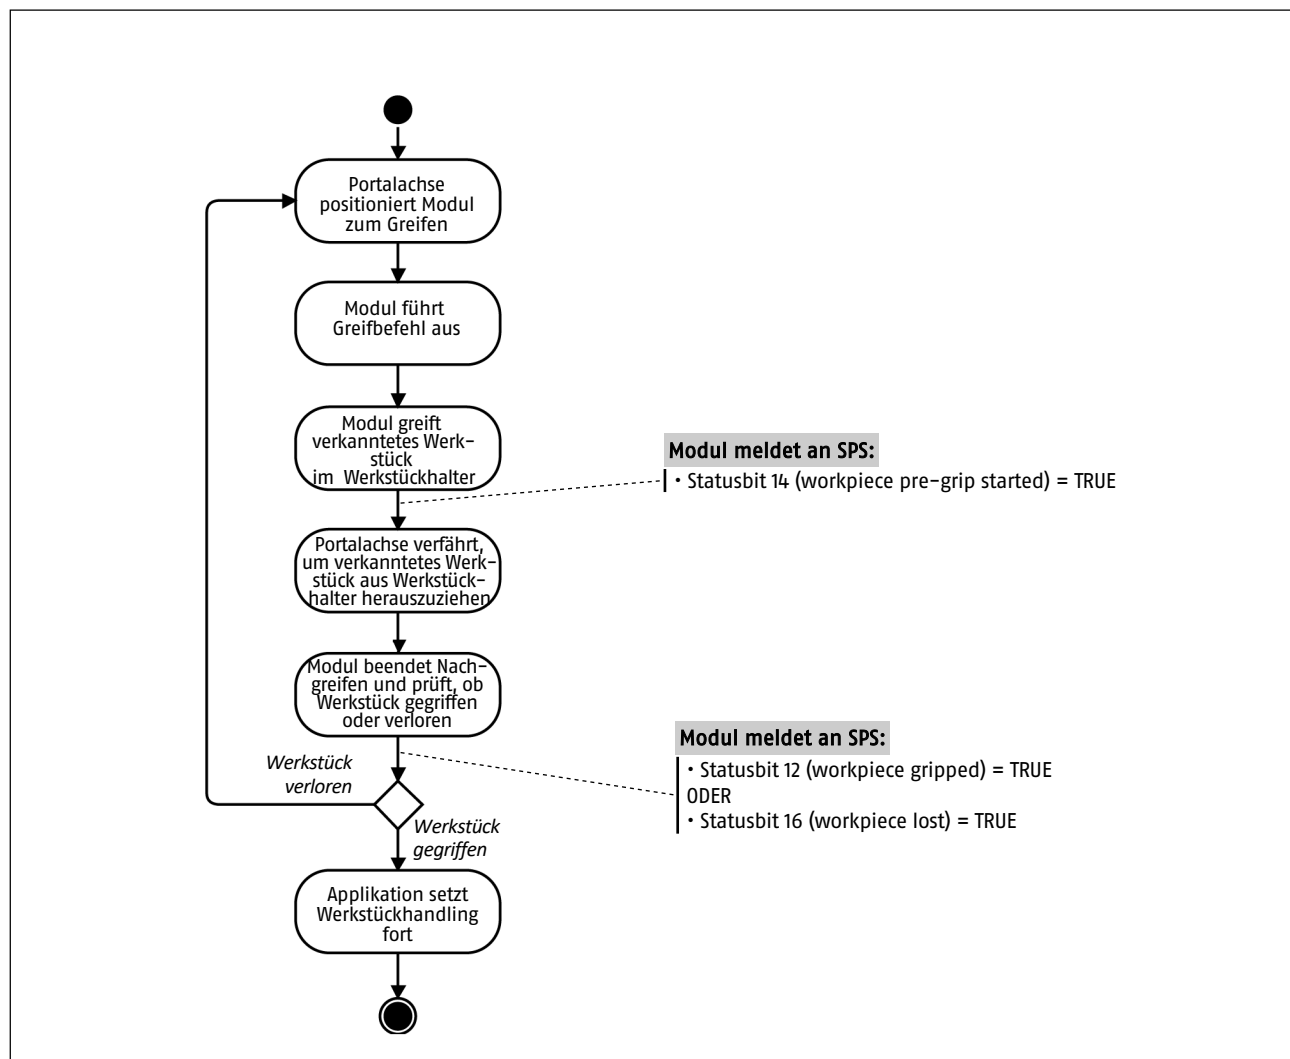 Portalachse
positioniert Modul
zum Greifen
Modul führt
Greifbefehl aus
Modul greift
verkanntetes Werk-
stück
im Werkstückhalter
Modul meldet an SPS:
• Statusbit 14 (workpiece pre-grip started) = TRUE
Portalachse verfährt,
um verkanntetes Werk-
stück aus Werkstück-
halter herauszuziehen
Modul beendet Nach-
greifen und prüft, ob
Werkstück gegriffen
oder verloren
Modul meldet an SPS:
• Statusbit 12 (workpiece gripped) = TRUE
ODER
• Statusbit 16 (workpiece lost) = TRUE
Werkstück
verloren
Werkstück
gegriffen
Applikation setzt
Werkstückhandling
fort